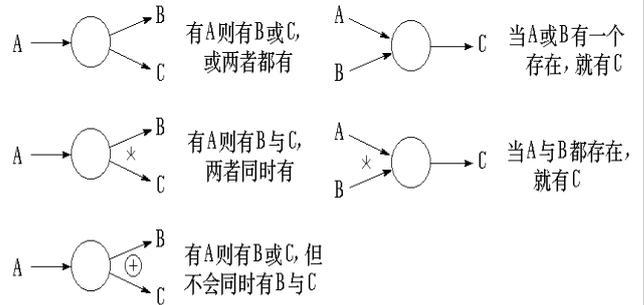 A
B
C
有A则有B或C,
或两者都有
A
B
C
当A或B有一个
存在,就有C
A
B
*
C
有A则有B与C,
两者同时有
A
*
B
C
当A与B都存在,
就有C
A
B
+
C
有A则有B或C,但
不会同时有B与C